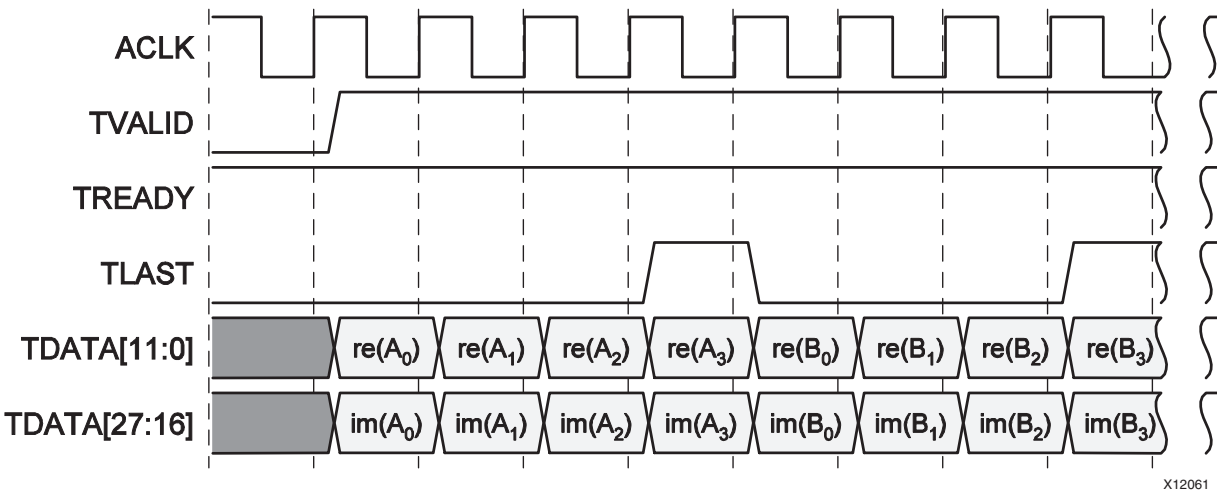 ACLK
TVALID
TREADY
TLAST
TDATA[11:0] re(A₀) re(A₁) re(A₂) re(A₃) re(B₀) re(B₁) re(B₂) re(B₃)
TDATA[27:16] im(A₀) im(A₁) im(A₂) im(A₃) im(B₀) im(B₁) im(B₂) im(B₃)
X12061